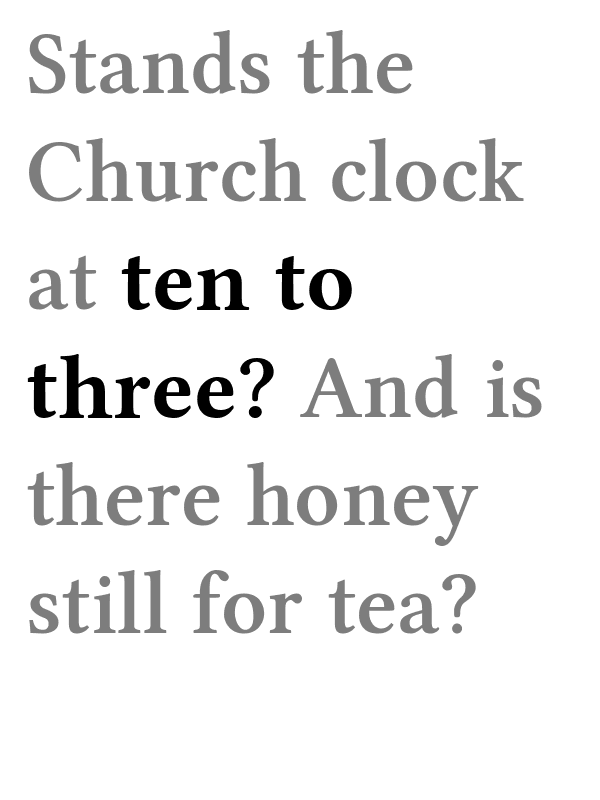 Stands the
Church clock
at ten to
three? And is
there honey
still for tea?